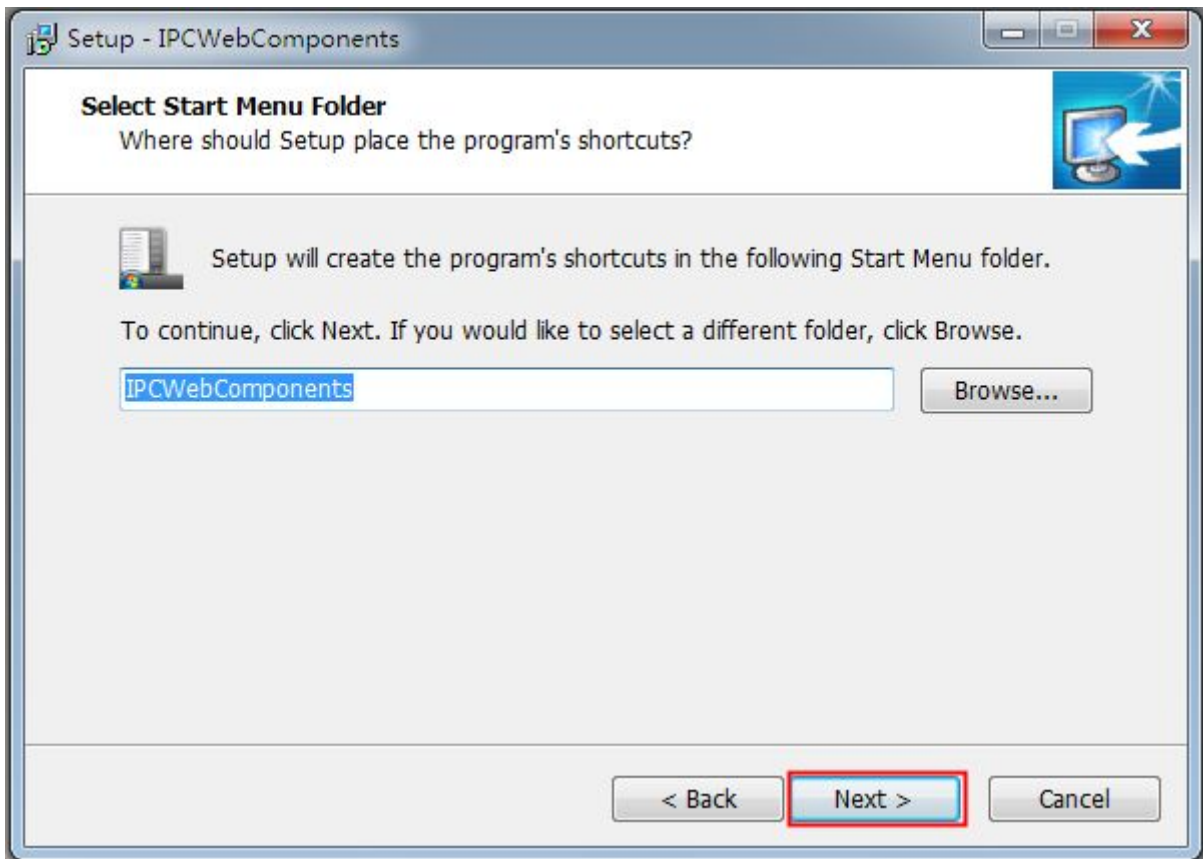 Setup - IPCWebComponents
Select Start Menu Folder
Where should Setup place the program's shortcuts?
Setup will create the program's shortcuts in the following Start Menu folder.
To continue, click Next. If you would like to select a different folder, click Browse.
IPCWebComponents
Browse...
< Back
Next >
Cancel